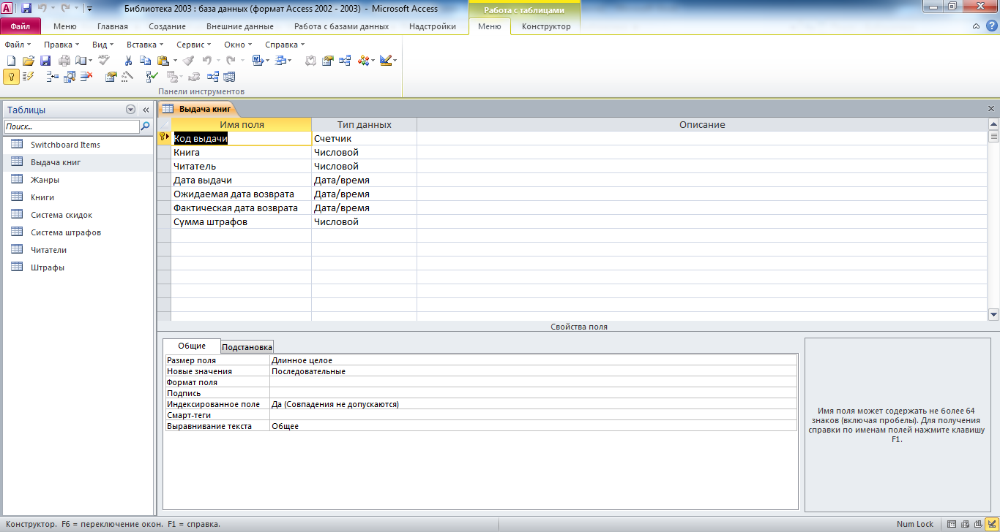 Библиотека 2003 : база данных (формат Access 2002 - 2003) - Microsoft Access
Работа с таблицами
Файл Меню Главная Создание Внешние данные Работа с базами данных Надстройки Меню Конструктор
Файл Правка Вид Вставка Сервис Окно Справка
Панели инструментов
Таблицы
Поиск...
Switchboard Items
Выдача книг
Жанры
Книги
Система скидок
Система штрафов
Читатели
Штрафы
Выдача книг
Имя поля Тип данных Описание
Код выдачи Счетчик
Книга Числовой
Читатель Числовой
Дата выдачи Дата/время
Ожидаемая дата возврата Дата/время
Фактическая дата возврата Дата/время
Сумма штрафов Числовой
Свойства поля
Общие Подстановка
Размер поля Длинное целое
Новые значения Последовательные
Формат поля
Подпись
Индексированное поле Да (Совпадения не допускаются)
Смарт-теги
Выравнивание текста Общее
Имя поля может содержать не более 64
знаков (включая пробелы). Для получения
справки по именам полей нажмите клавишу
F1.
Конструктор. F6 = переключение окон. F1 = справка.
Num Lock